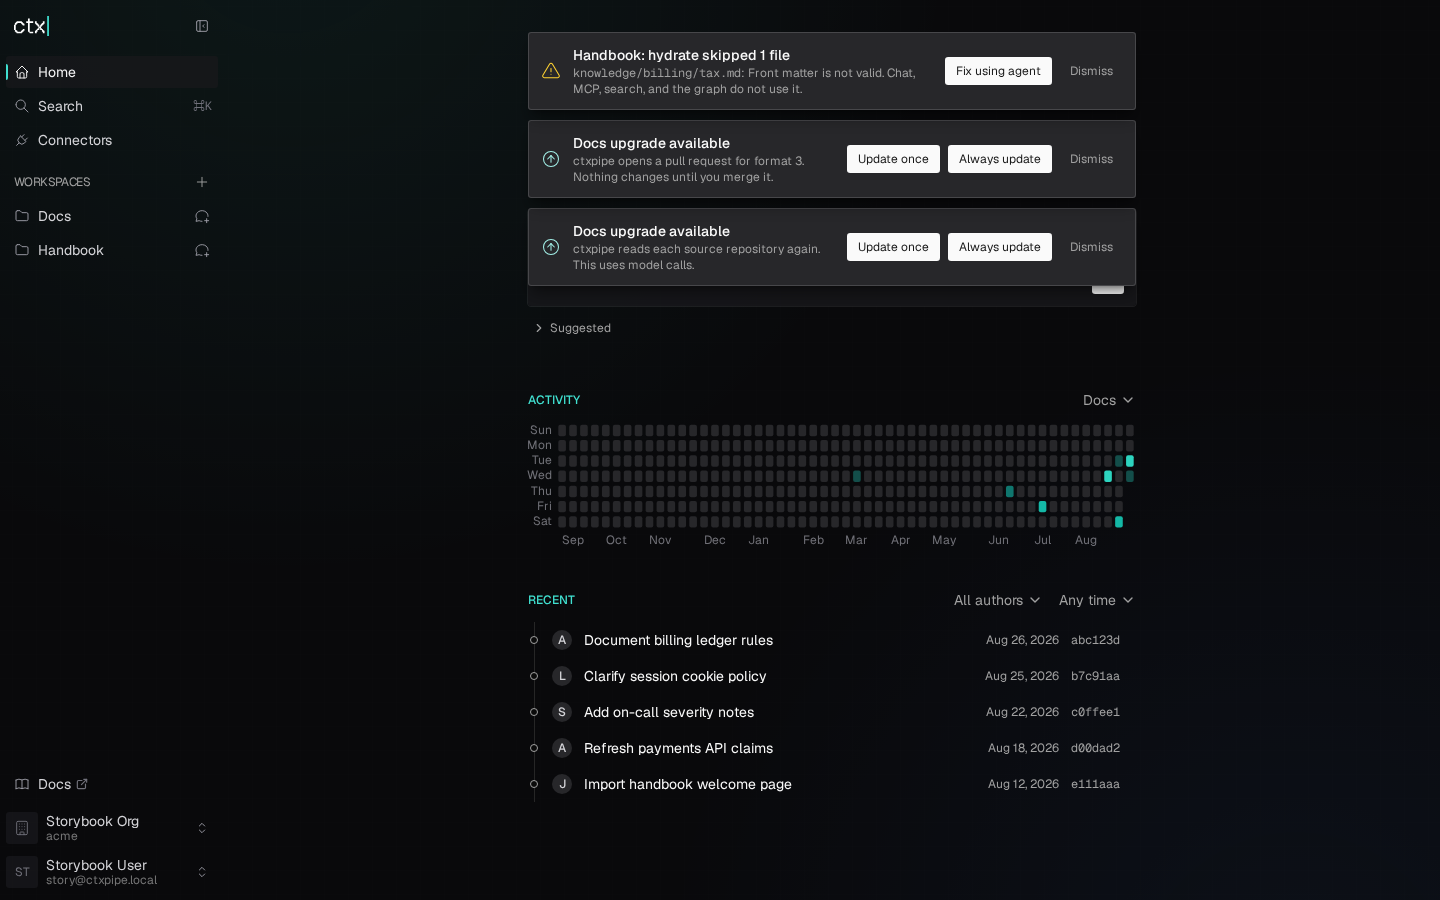 ctx
Home
Search ⌘K
Connectors
WORKSPACES
Docs
Handbook
Handbook: hydrate skipped 1 file
knowledge/billing/tax.md: Front matter is not valid. Chat,
MCP, search, and the graph do not use it.
Fix using agent
Dismiss
Docs upgrade available
ctxpipe opens a pull request for format 3.
Nothing changes until you merge it.
Update once
Always update
Dismiss
Docs upgrade available
ctxpipe reads each source repository again.
This uses model calls.
Update once
Always update
Dismiss
Suggested
ACTIVITY
Docs
Sun
Mon
Tue
Wed
Thu
Fri
Sat
Sep Oct Nov Dec Jan Feb Mar Apr May Jun Jul Aug
RECENT
All authors
Any time
A Document billing ledger rules Aug 26, 2026 abc123d
L Clarify session cookie policy Aug 25, 2026 b7c91aa
S Add on-call severity notes Aug 22, 2026 c0ffee1
A Refresh payments API claims Aug 18, 2026 d00dad2
J Import handbook welcome page Aug 12, 2026 e111aaa
Docs
Storybook Org
acme
ST
Storybook User
story@ctxpipe.local